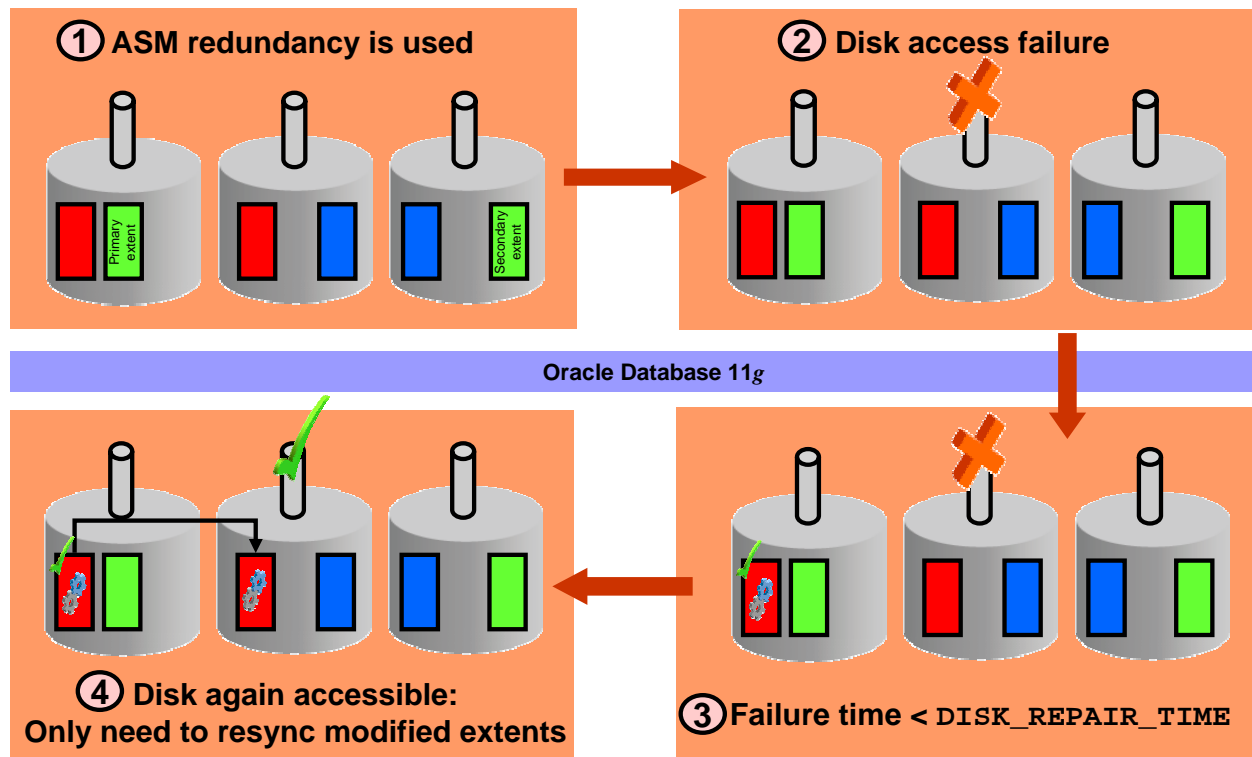 1 ASM redundancy is used
Primary
extent
Secondary
extent
2 Disk access failure
Oracle Database 11g
3 Failure time < DISK_REPAIR_TIME
4 Disk again accessible:
Only need to resync modified extents